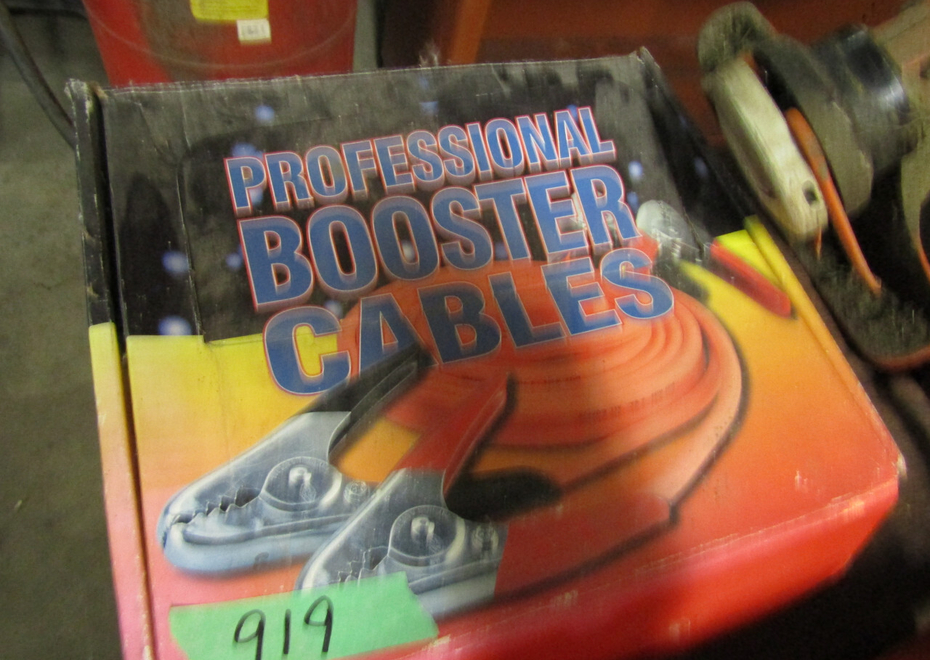 PROFESSIONAL
BOOSTER
CABLES
919